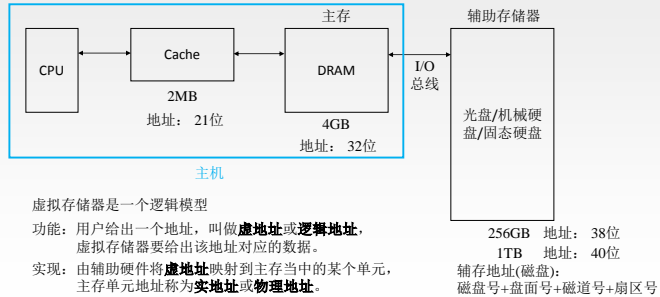 主存
辅助存储器
CPU
Cache
DRAM
I/O
总线
光盘/机械硬
盘/固态硬盘
2MB
地址： 21位
4GB
地址： 32位
主机
虚拟存储器是一个逻辑模型
功能：用户给出一个地址，叫做虚地址或逻辑地址，
虚拟存储器要给出该地址对应的数据。
实现：由辅助硬件将虚地址映射到主存当中的某个单元，
主存单元地址称为实地址或物理地址。
256GB 地址： 38位
1TB 地址： 40位
辅存地址(磁盘)：
磁盘号+盘面号+磁道号+扇区号